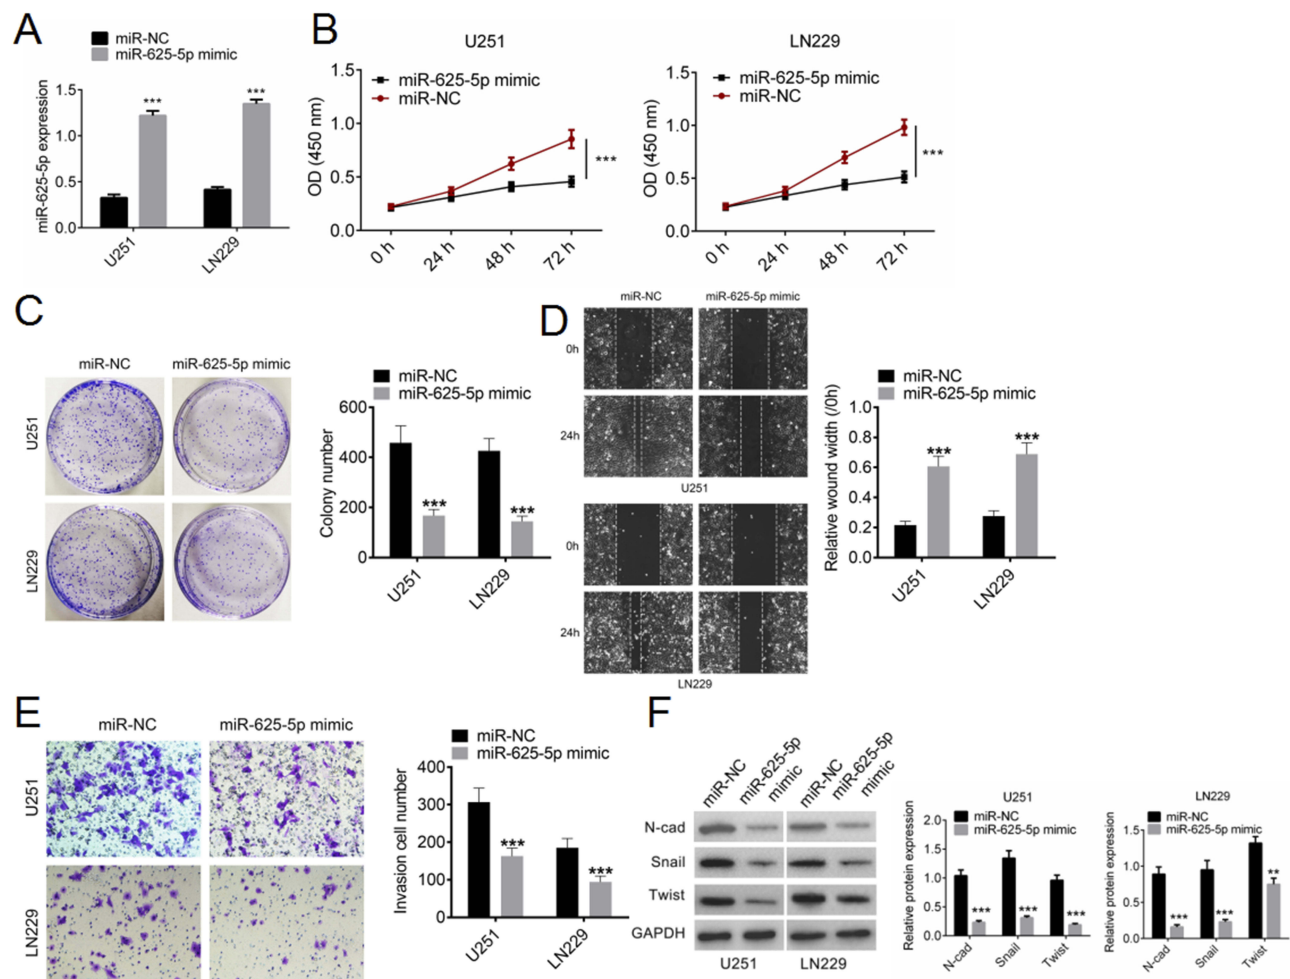 A
miR-NC
miR-625-5p mimic
miR-625-5p expression
1.5
1.0
0.5
0.0
***
***
U251
LN229
B
U251
OD (450 nm)
1.5
1.0
0.5
0.0
miR-625-5p mimic
miR-NC
***
0 h
24 h
48 h
72 h
LN229
OD (450 nm)
1.5
1.0
0.5
0.0
miR-625-5p mimic
miR-NC
***
0 h
24 h
48 h
72 h
C
miR-NC
miR-625-5p mimic
U251
LN229
miR-NC
miR-625-5p mimic
Colony number
600
400
200
0
***
***
U251
LN229
D
miR-NC
miR-625-5p mimic
0h
24h
U251
0h
24h
LN229
miR-NC
miR-625-5p mimic
Relative wound width (/0h)
1.0
0.8
0.6
0.4
0.2
0.0
***
***
U251
LN229
E
miR-NC
miR-625-5p mimic
U251
LN229
miR-NC
miR-625-5p mimic
Invasion cell number
400
300
200
100
0
***
***
U251
LN229
F
miR-NC
miR-625-5p
mimic
miR-NC
miR-625-5p
mimic
N-cad
Snail
Twist
GAPDH
U251
LN229
U251
miR-NC
miR-625-5p mimic
Relative protein expression
2.0
1.5
1.0
0.5
0.0
***
***
***
N-cad
Snail
Twist
LN229
miR-NC
miR-625-5p mimic
Relative protein expression
1.5
1.0
0.5
0.0
***
***
**
N-cad
Snail
Twist